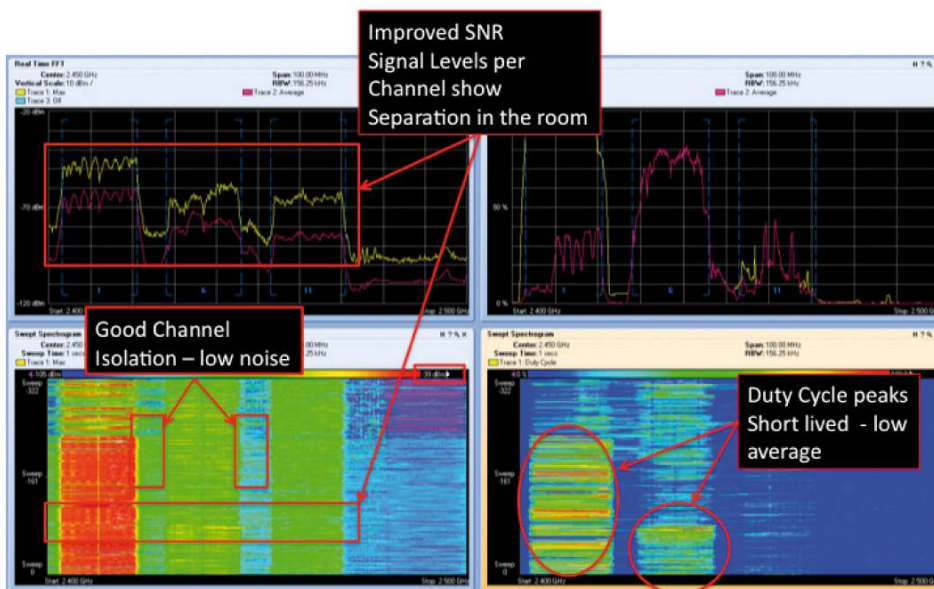 Improved SNR
Signal Levels per
Channel show
Separation in the room
Real Time FFT
Center: 2.450 GHz
Span: 100.00 MHz
Vertical Scale: 10 dBm /
RBW: 156.25 kHz
Trace 1: Max
Trace 2: Average
Trace 3: Off
-20 dBm
-70 dBm
-120 dBm
1
6
11
Start: 2.400 GHz
Span: 100.00 MHz
RBW: 156.25 kHz
Trace 2: Average
50 %
0 %
1
6
11
Stop: 2.500 G
Good Channel
Isolation – low noise
Swept Spectrogram
Center: 2.450 G
Sweep Time: 1 secs
Trace 1: Max
-105 dBm
-39 dBm
Sweep
-322
Sweep
-161
Sweep
0
Start: 2.400 GHz
Stop: 2.500 GHz
Swept Spectrogram
Center: 2.450 GHz
Span: 100.00 MHz
Sweep Time: 1 secs
RBW: 156.25 kHz
Trace 1: Duty Cycle
Sweep
-322
Sweep
-161
Sweep
0
Start: 2.400 GHz
Stop: 2.500 GHz
Duty Cycle peaks
Short lived - low
average